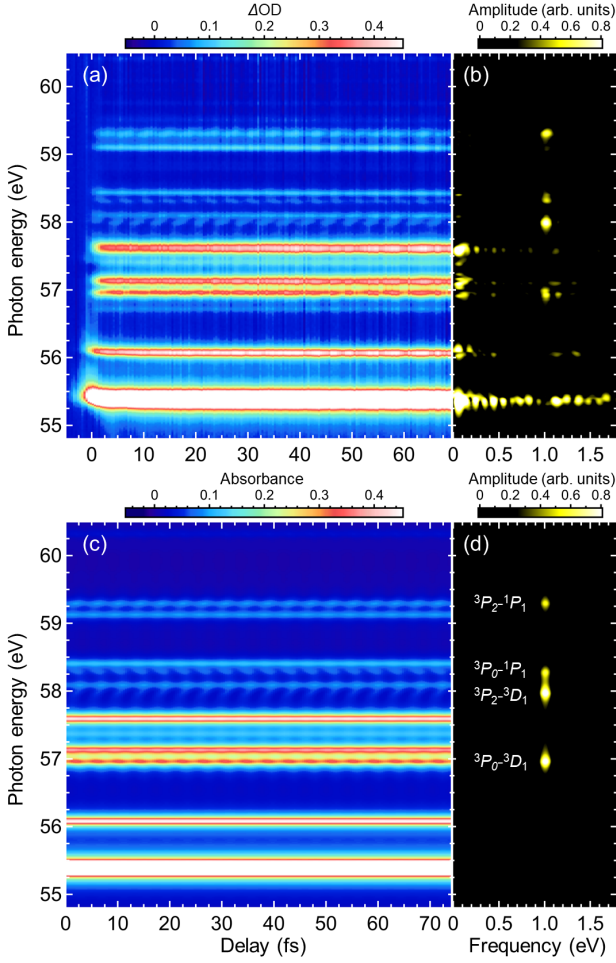 ΔOD
0 0.1 0.2 0.3 0.4
Amplitude (arb. units)
0 0.2 0.4 0.6 0.8
(a)
(b)
Photon energy (eV)
60
59
58
57
56
55
0 10 20 30 40 50 60
0 0.5 1.0 1.5
Absorbance
0 0.1 0.2 0.3 0.4
Amplitude (arb. units)
0 0.2 0.4 0.6 0.8
(c)
(d)
Photon energy (eV)
60
59
58
57
56
55
³P₂-¹P₁
³P₀-¹P₁
³P₂-³D₁
³P₀-³D₁
0 10 20 30 40 50 60 70
0 0.5 1.0 1.5
Delay (fs)
Frequency (eV)